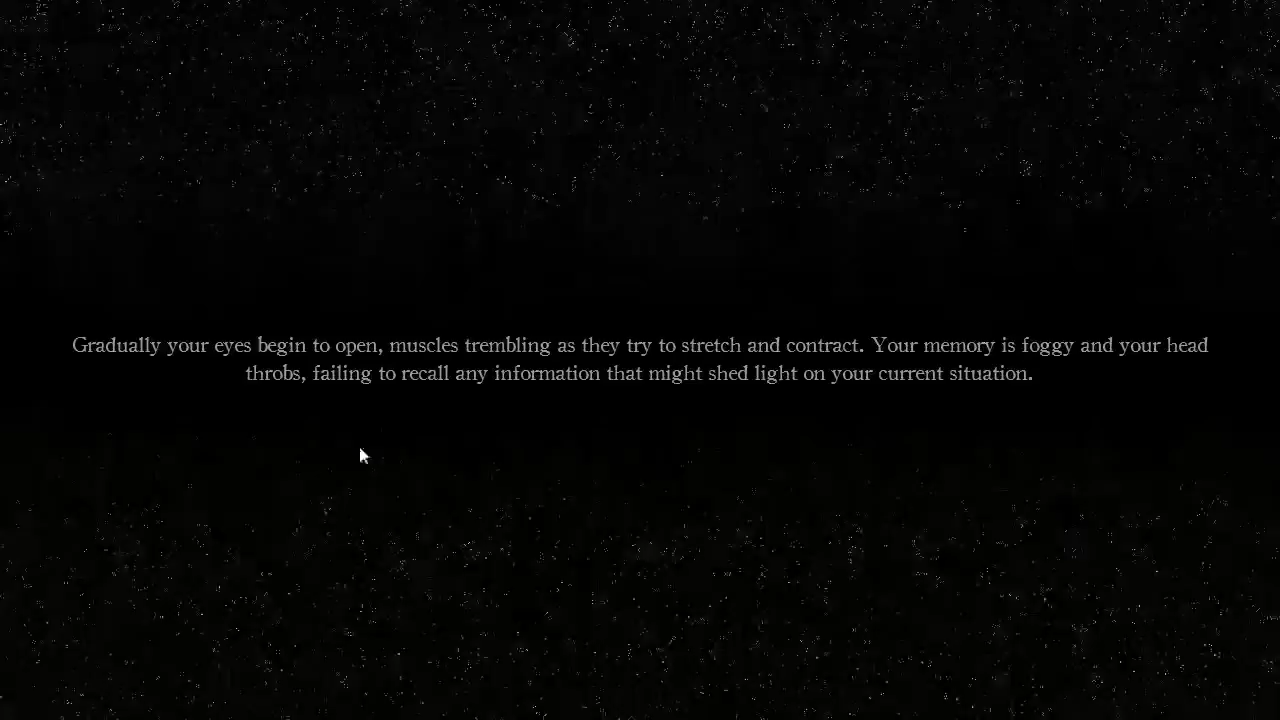 Gradually your eyes begin to open, muscles trembling as they try to stretch and contract. Your memory is foggy and your head
throbs, failing to recall any information that might shed light on your current situation.